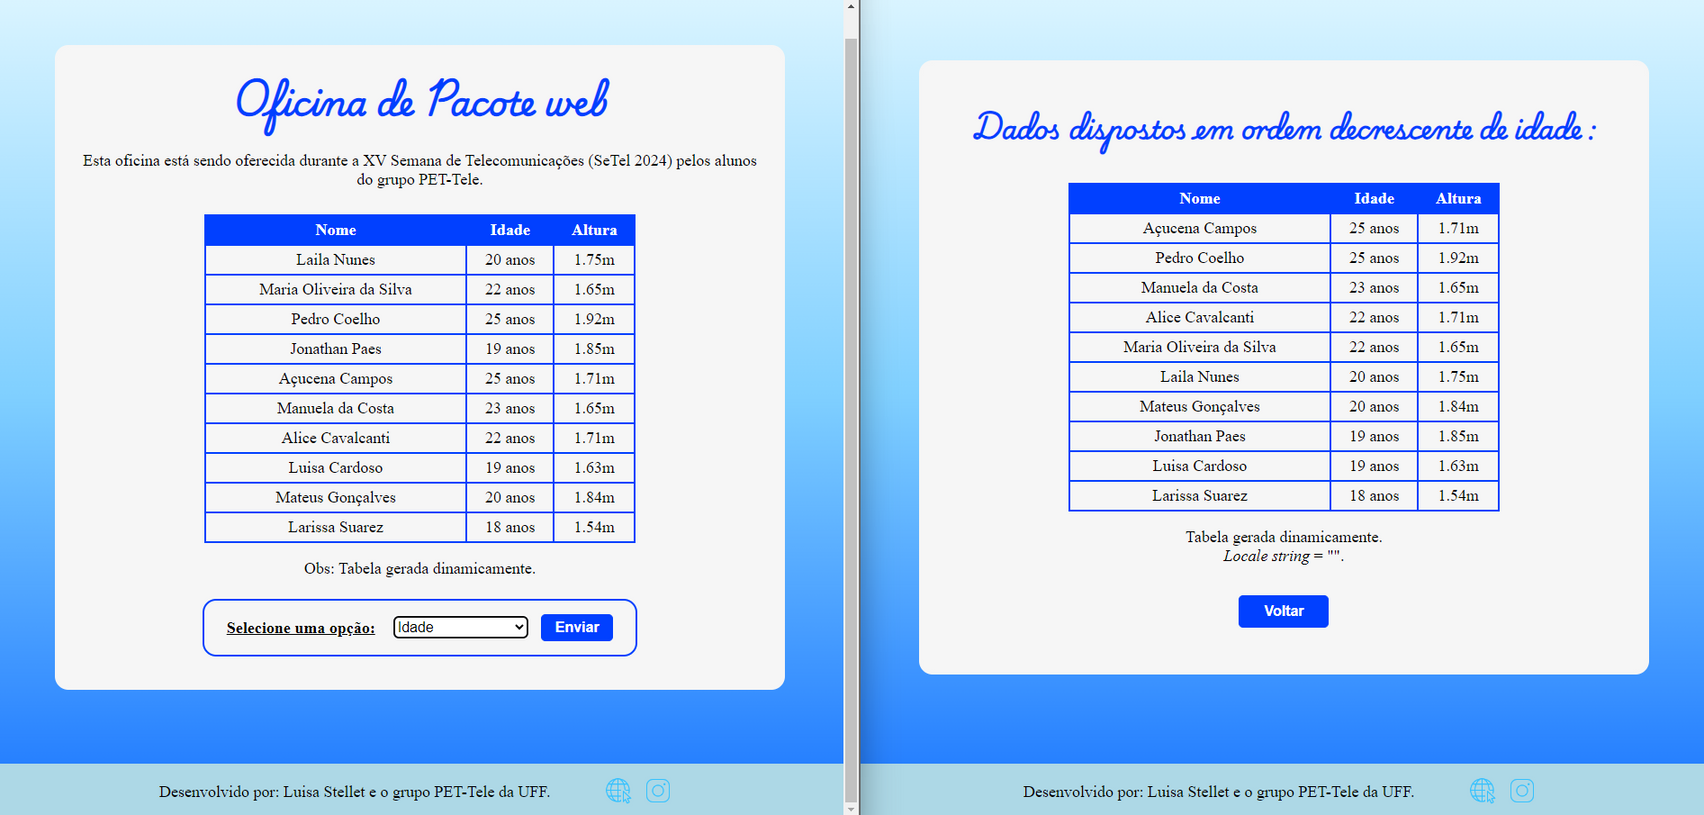 Oficina de Pacote web
Esta oficina está sendo oferecida durante a XV Semana de Telecomunicações (SeTel 2024) pelos alunos
do grupo PET-Tele.
Nome Idade Altura
Laila Nunes 20 anos 1.75m
Maria Oliveira da Silva 22 anos 1.65m
Pedro Coelho 25 anos 1.92m
Jonathan Paes 19 anos 1.85m
Açucena Campos 25 anos 1.71m
Manuela da Costa 23 anos 1.65m
Alice Cavalcanti 22 anos 1.71m
Luisa Cardoso 19 anos 1.63m
Mateus Gonçalves 20 anos 1.84m
Larissa Suarez 18 anos 1.54m
Obs: Tabela gerada dinamicamente.
Selecione uma opção: Idade Enviar
Desenvolvido por: Luisa Stellet e o grupo PET-Tele da UFF.
Dados dispostos em ordem decrescente de idade :
Nome Idade Altura
Açucena Campos 25 anos 1.71m
Pedro Coelho 25 anos 1.92m
Manuela da Costa 23 anos 1.65m
Alice Cavalcanti 22 anos 1.71m
Maria Oliveira da Silva 22 anos 1.65m
Laila Nunes 20 anos 1.75m
Mateus Gonçalves 20 anos 1.84m
Jonathan Paes 19 anos 1.85m
Luisa Cardoso 19 anos 1.63m
Larissa Suarez 18 anos 1.54m
Tabela gerada dinamicamente.
Locale string = "".
Voltar
Desenvolvido por: Luisa Stellet e o grupo PET-Tele da UFF.